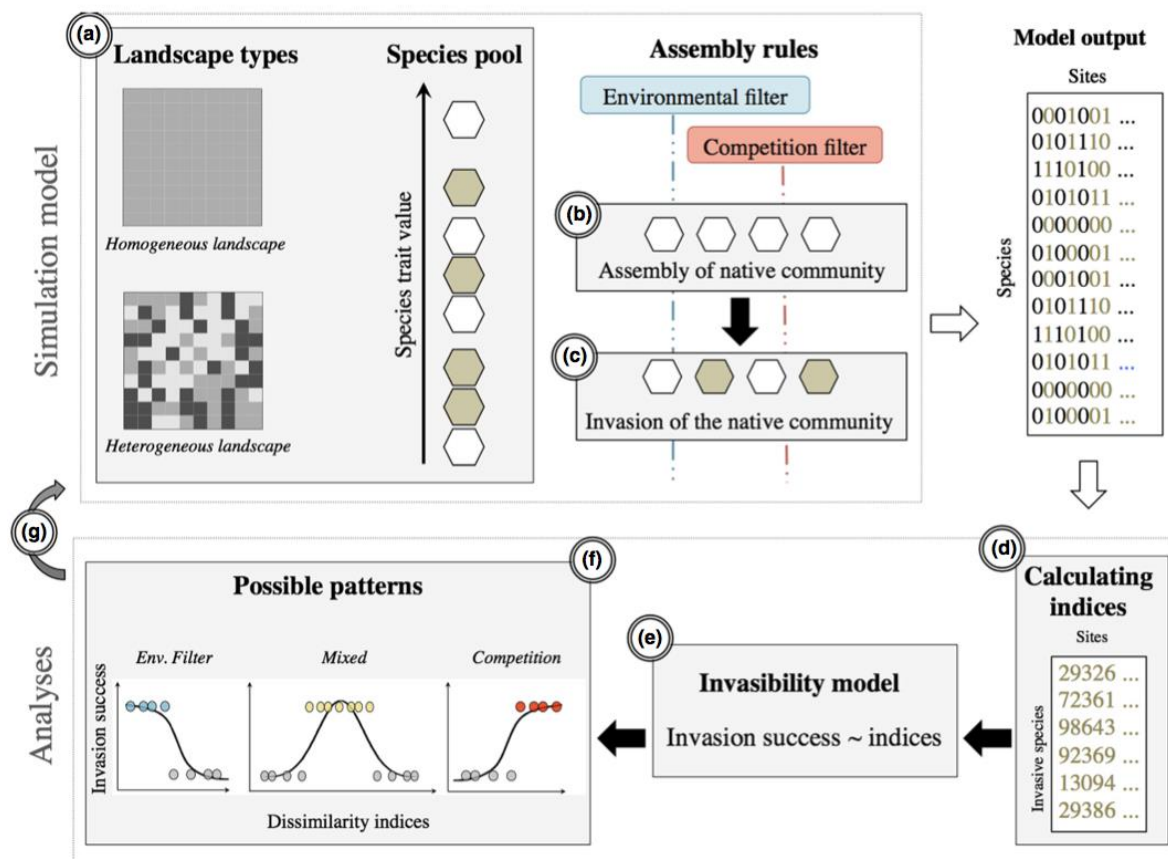 (a)
Landscape types
Species pool
Assembly rules
Model output
Sites
Environmental filter
Competition filter
Simulation model
Species trait value
Homogeneous landscape
Heterogeneous landscape
(b)
Assembly of native community
(c)
Invasion of the native community
Species
0001001 ...
0101110 ...
1110100 ...
0101011 ...
0000000 ...
0100001 ...
0001001 ...
0101110 ...
1110100 ...
0101011 ...
0000000 ...
0100001 ...
(g)
(f)
(d)
Possible patterns
Calculating
indices
Sites
(e)
Analyses
Env. Filter
Mixed
Competition
Invasion success
Dissimilarity indices
Invasibility model
Invasion success ~ indices
Invasive species
29326 ...
72361 ...
98643 ...
92369 ...
13094 ...
29386 ...